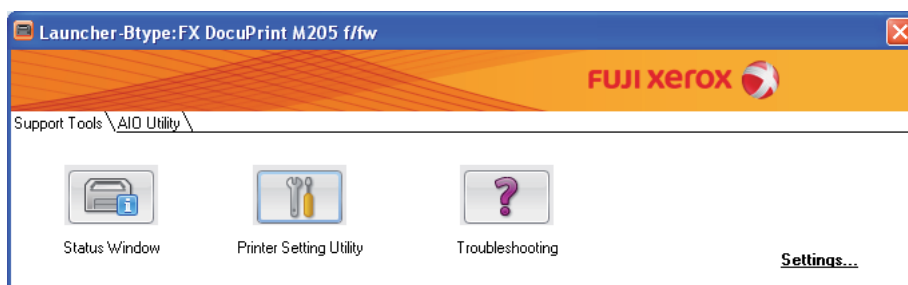 Launcher-Btype:FX DocuPrint M205 f/fw
FUJI xerox
Support Tools AIO Utility
Status Window Printer Setting Utility Troubleshooting
Settings...